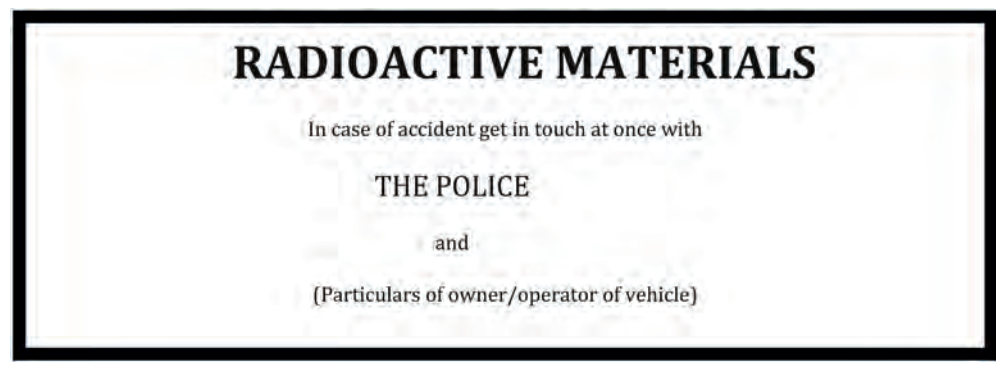 RADIOACTIVE MATERIALS
In case of accident get in touch at once with
THE POLICE
and
(Particulars of owner/operator of vehicle)